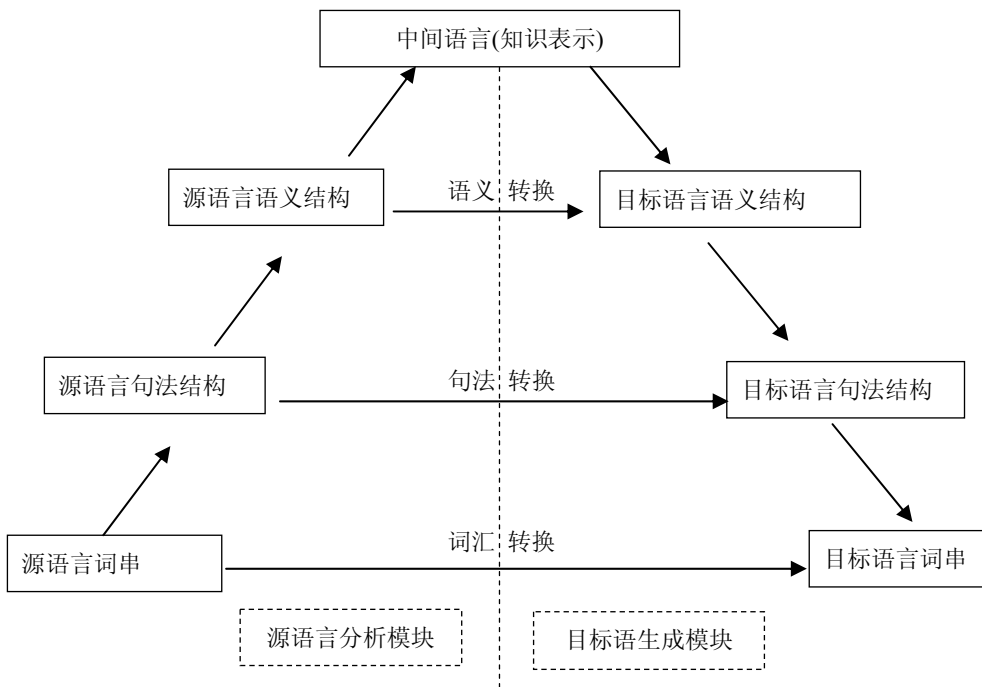 中间语言(知识表示)
源语言语义结构
语义 转换
目标语言语义结构
源语言句法结构
句法 转换
目标语言句法结构
源语言词串
词汇 转换
目标语言词串
源语言分析模块
目标语生成模块